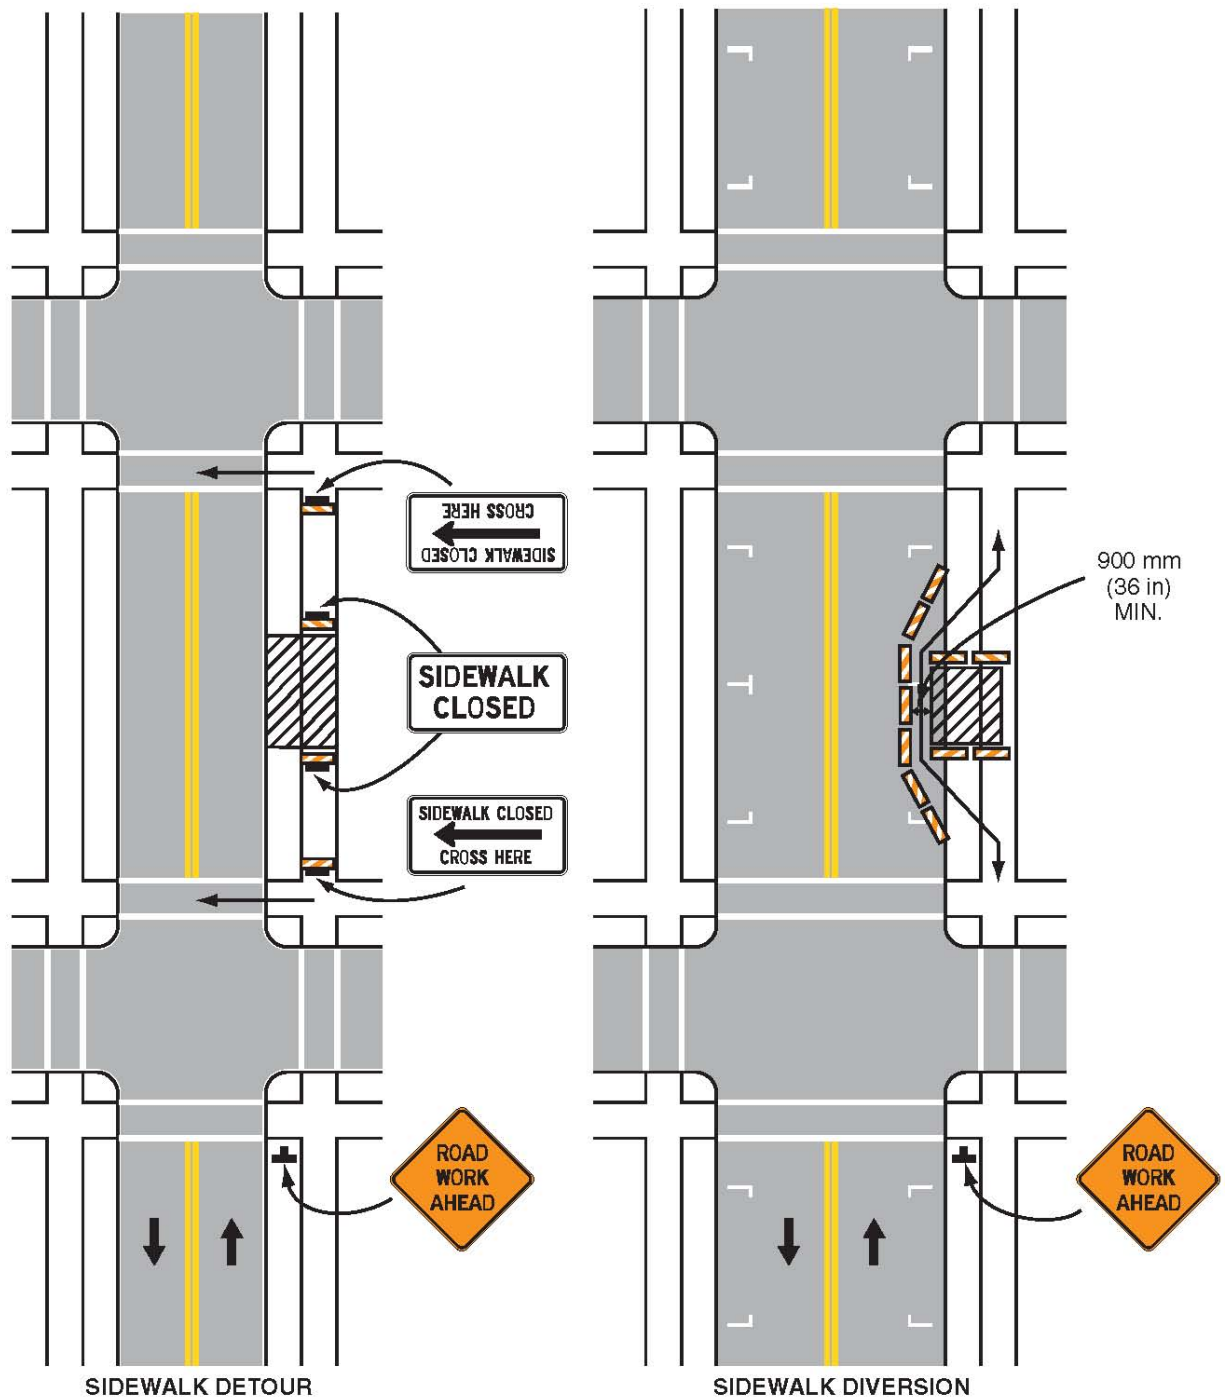 CROSS HERE
SIDEWALK CLOSED
SIDEWALK
CLOSED
SIDEWALK CLOSED
CROSS HERE
ROAD
WORK
AHEAD
SIDEWALK DETOUR
900 mm
(36 in)
MIN.
ROAD
WORK
AHEAD
SIDEWALK DIVERSION